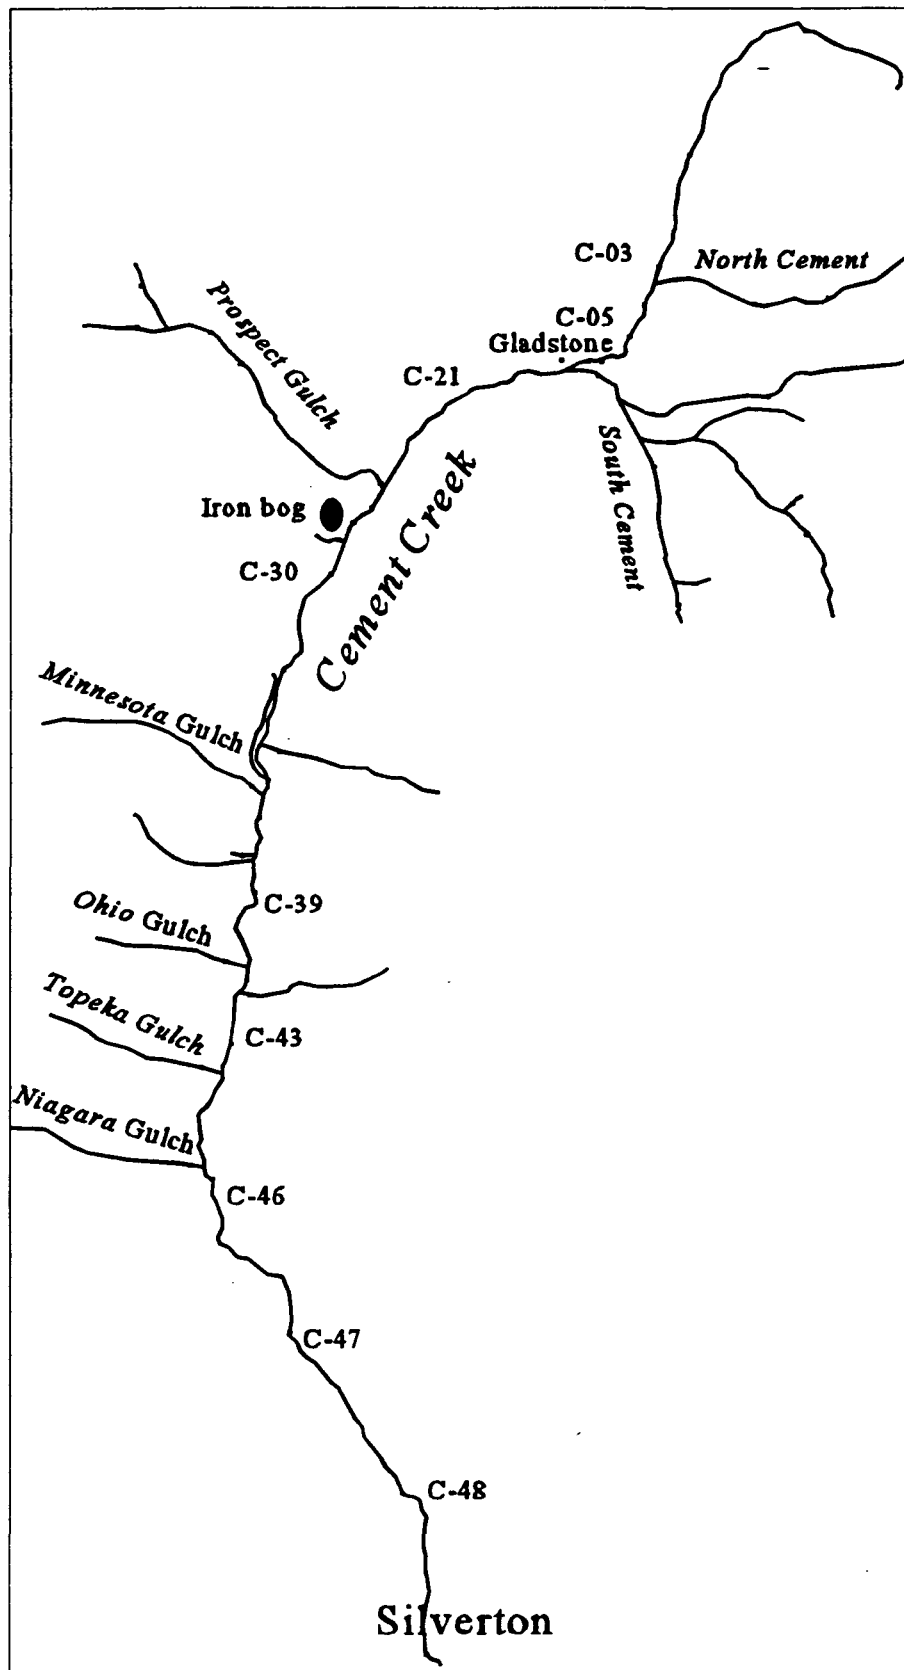 C-03
North Cement
C-05
Gladstone
C-21
Prospect Gulch
South Cement
Iron bog
Cement Creek
C-30
Minnesota Gulch
C-39
Ohio Gulch
Topeka Gulch
C-43
Niagara Gulch
C-46
C-47
C-48
Silverton